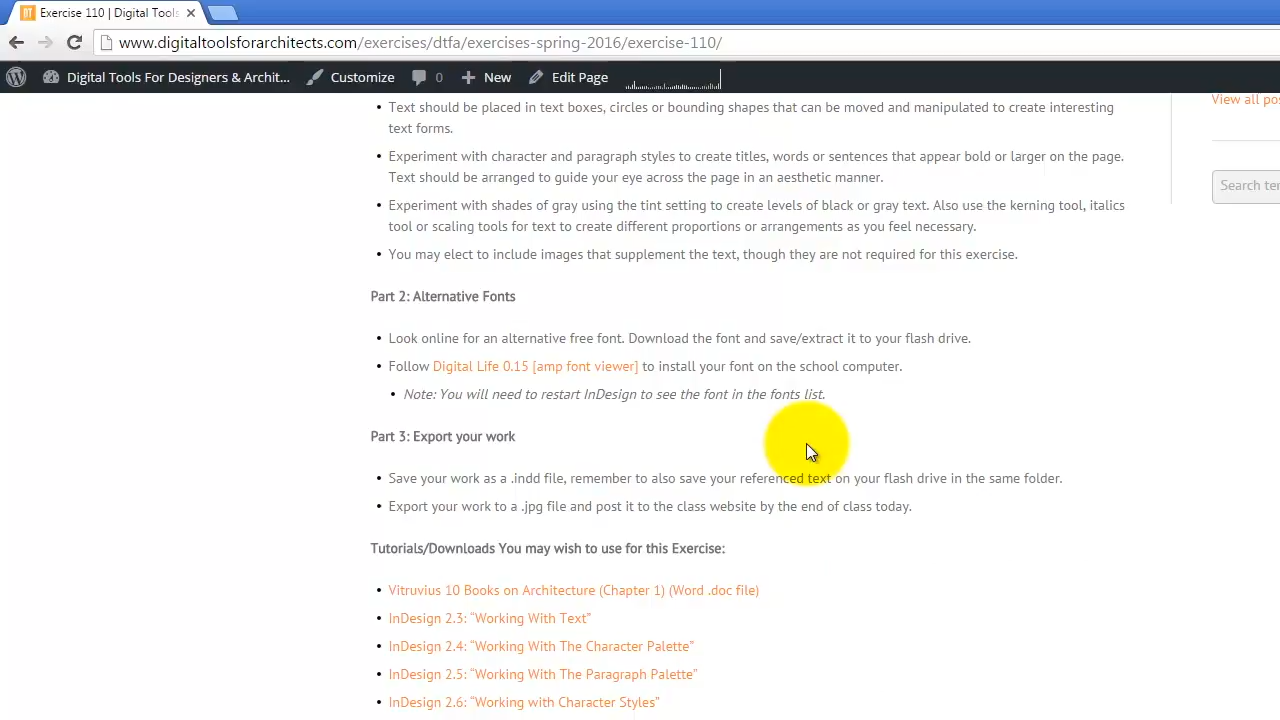 Exercise 110 | Digital Tools
www.digitaltoolsforarchitects.com/exercises/dtfa/exercises-spring-2016/exercise-110/
Digital Tools For Designers & Archit... Customize 0 New Edit Page
View all pos
Search ter
• Text should be placed in text boxes, circles or bounding shapes that can be moved and manipulated to create interesting
text forms.
• Experiment with character and paragraph styles to create titles, words or sentences that appear bold or larger on the page.
Text should be arranged to guide your eye across the page in an aesthetic manner.
• Experiment with shades of gray using the tint setting to create levels of black or gray text. Also use the kerning tool, italics
tool or scaling tools for text to create different proportions or arrangements as you feel necessary.
• You may elect to include images that supplement the text, though they are not required for this exercise.
Part 2: Alternative Fonts
• Look online for an alternative free font. Download the font and save/extract it to your flash drive.
• Follow Digital Life 0.15 [amp font viewer] to install your font on the school computer.
• Note: You will need to restart InDesign to see the font in the fonts list.
Part 3: Export your work
• Save your work as a .indd file, remember to also save your referenced text on your flash drive in the same folder.
• Export your work to a .jpg file and post it to the class website by the end of class today.
Tutorials/Downloads You may wish to use for this Exercise:
• Vitruvius 10 Books on Architecture (Chapter 1) (Word .doc file)
• InDesign 2.3: “Working With Text”
• InDesign 2.4: “Working With The Character Palette”
• InDesign 2.5: “Working With The Paragraph Palette”
• InDesign 2.6: “Working with Character Styles”